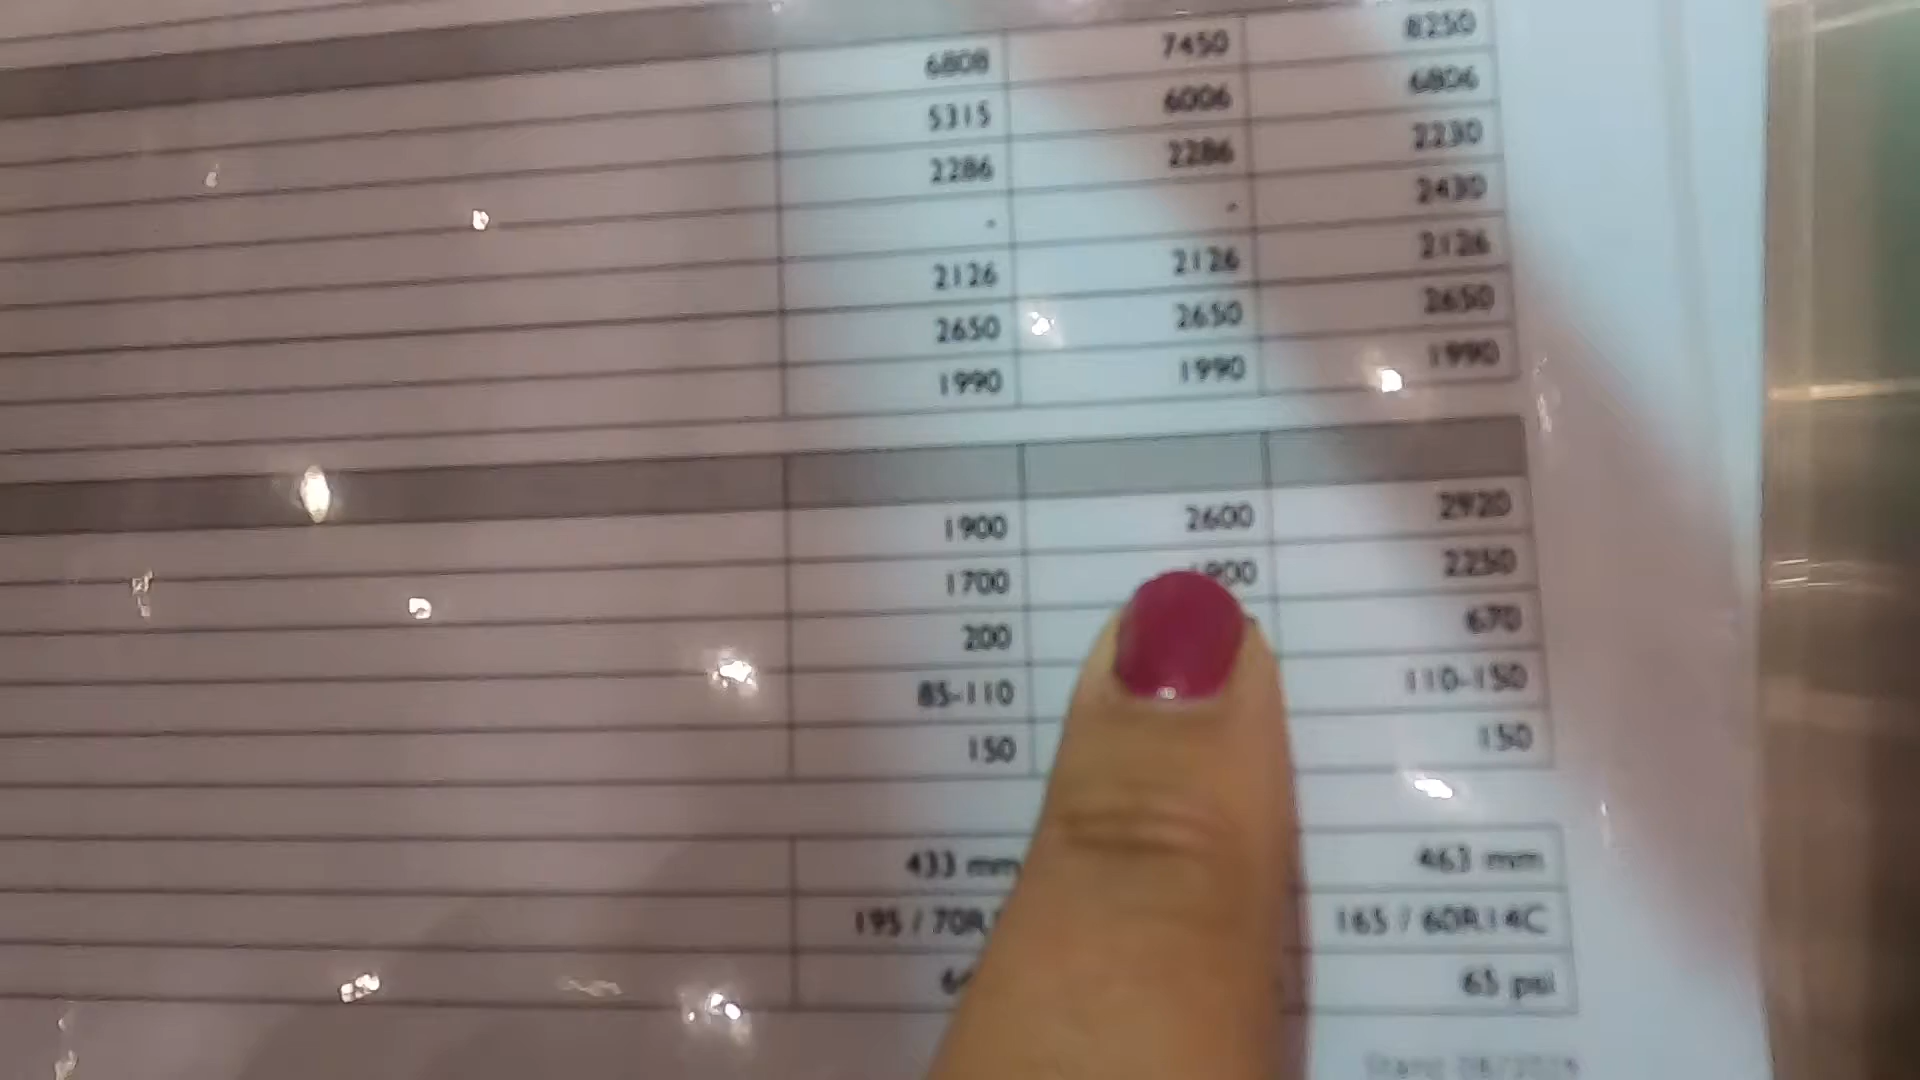 6808 7450 8250
5315 6006 6806
2286 2286 2230
- - 2430
2126 2126 2126
2650 2650 2650
1990 1990 1990
1900 2600 2920
1700 2250
200 670
85-110 110-150
150 150
433 mm 463 mm
195 / 70R 165 / 60R14C
65 psi